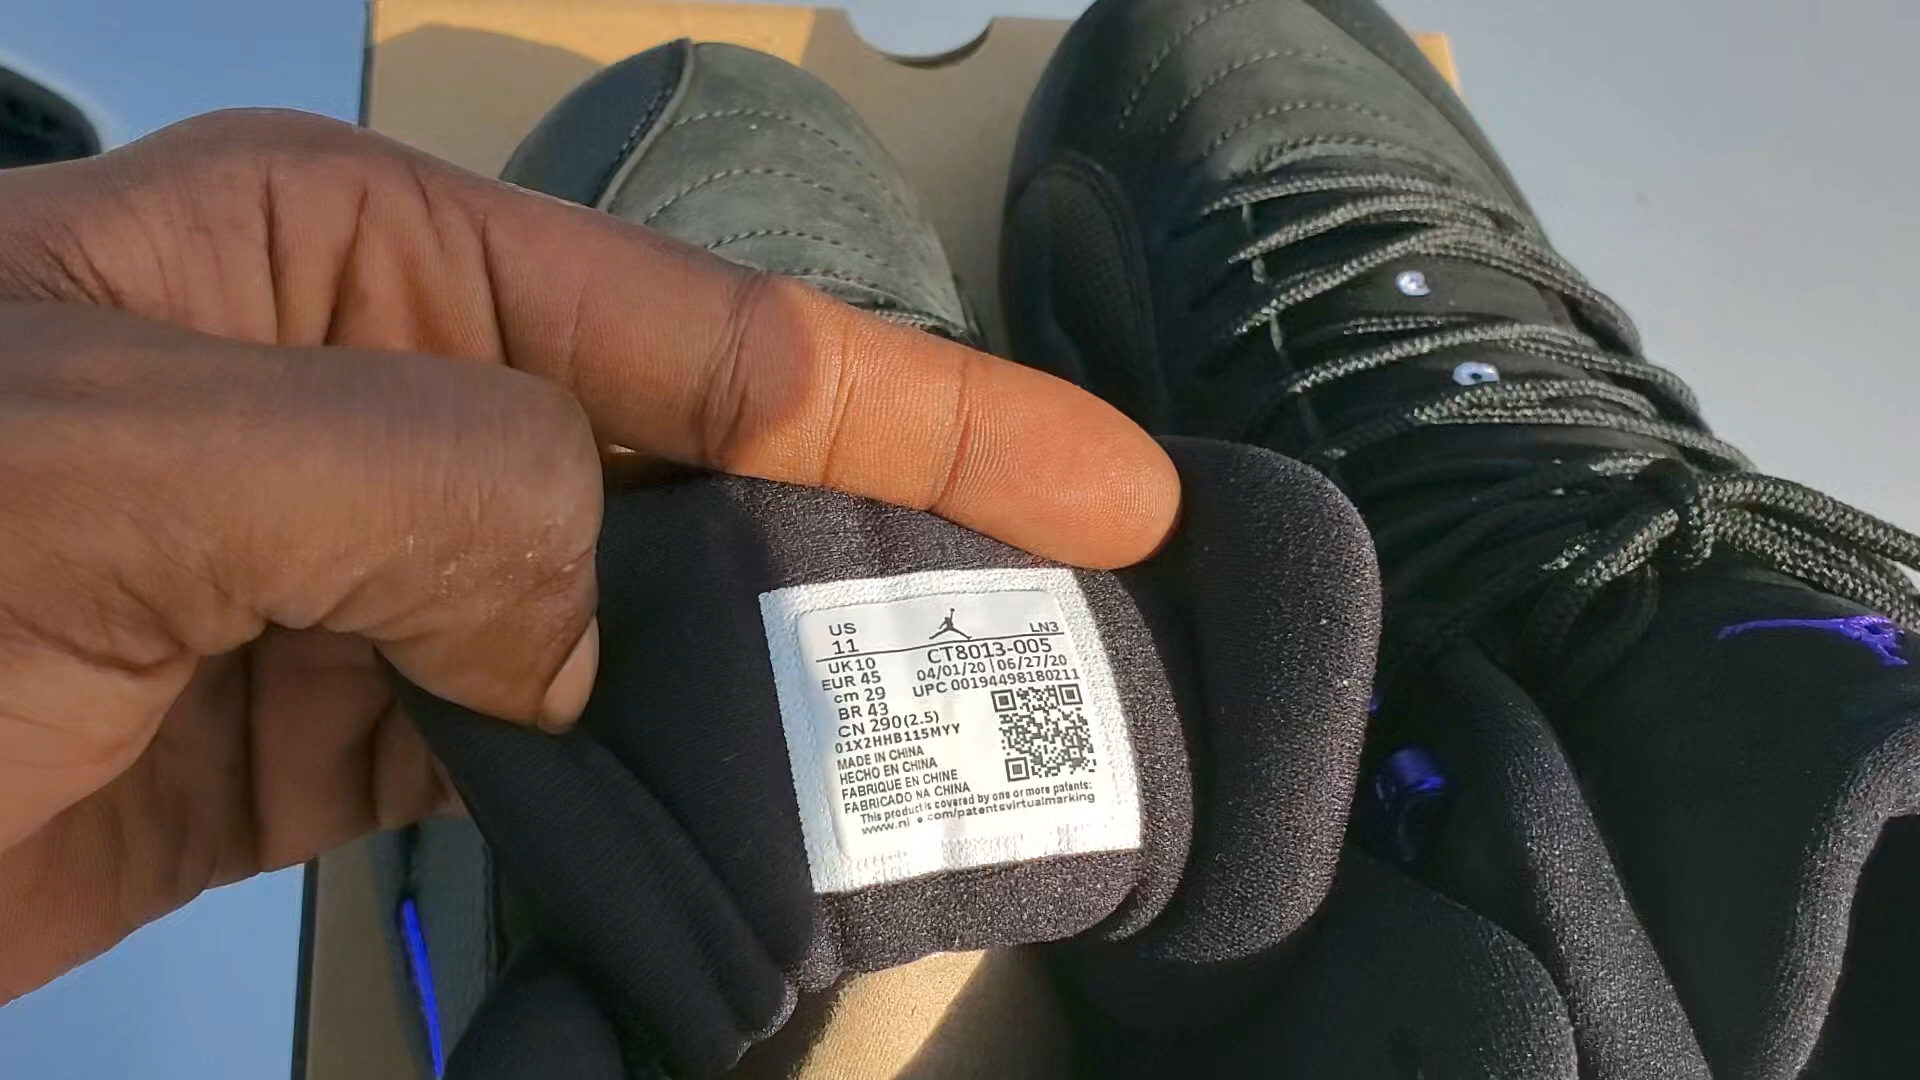 US
11
LN3
CT8013-005
UK 10
04/01/20 | 06/27/20
EUR 45
UPC 00194498180211
cm 29
BR 43
CN 290(2.5)
01X2HHB115MYY
MADE IN CHINA
HECHO EN CHINA
FABRIQUE EN CHINE
FABRICADO NA CHINA
This product is covered by one or more patents:
com/patentsvirtualmarking